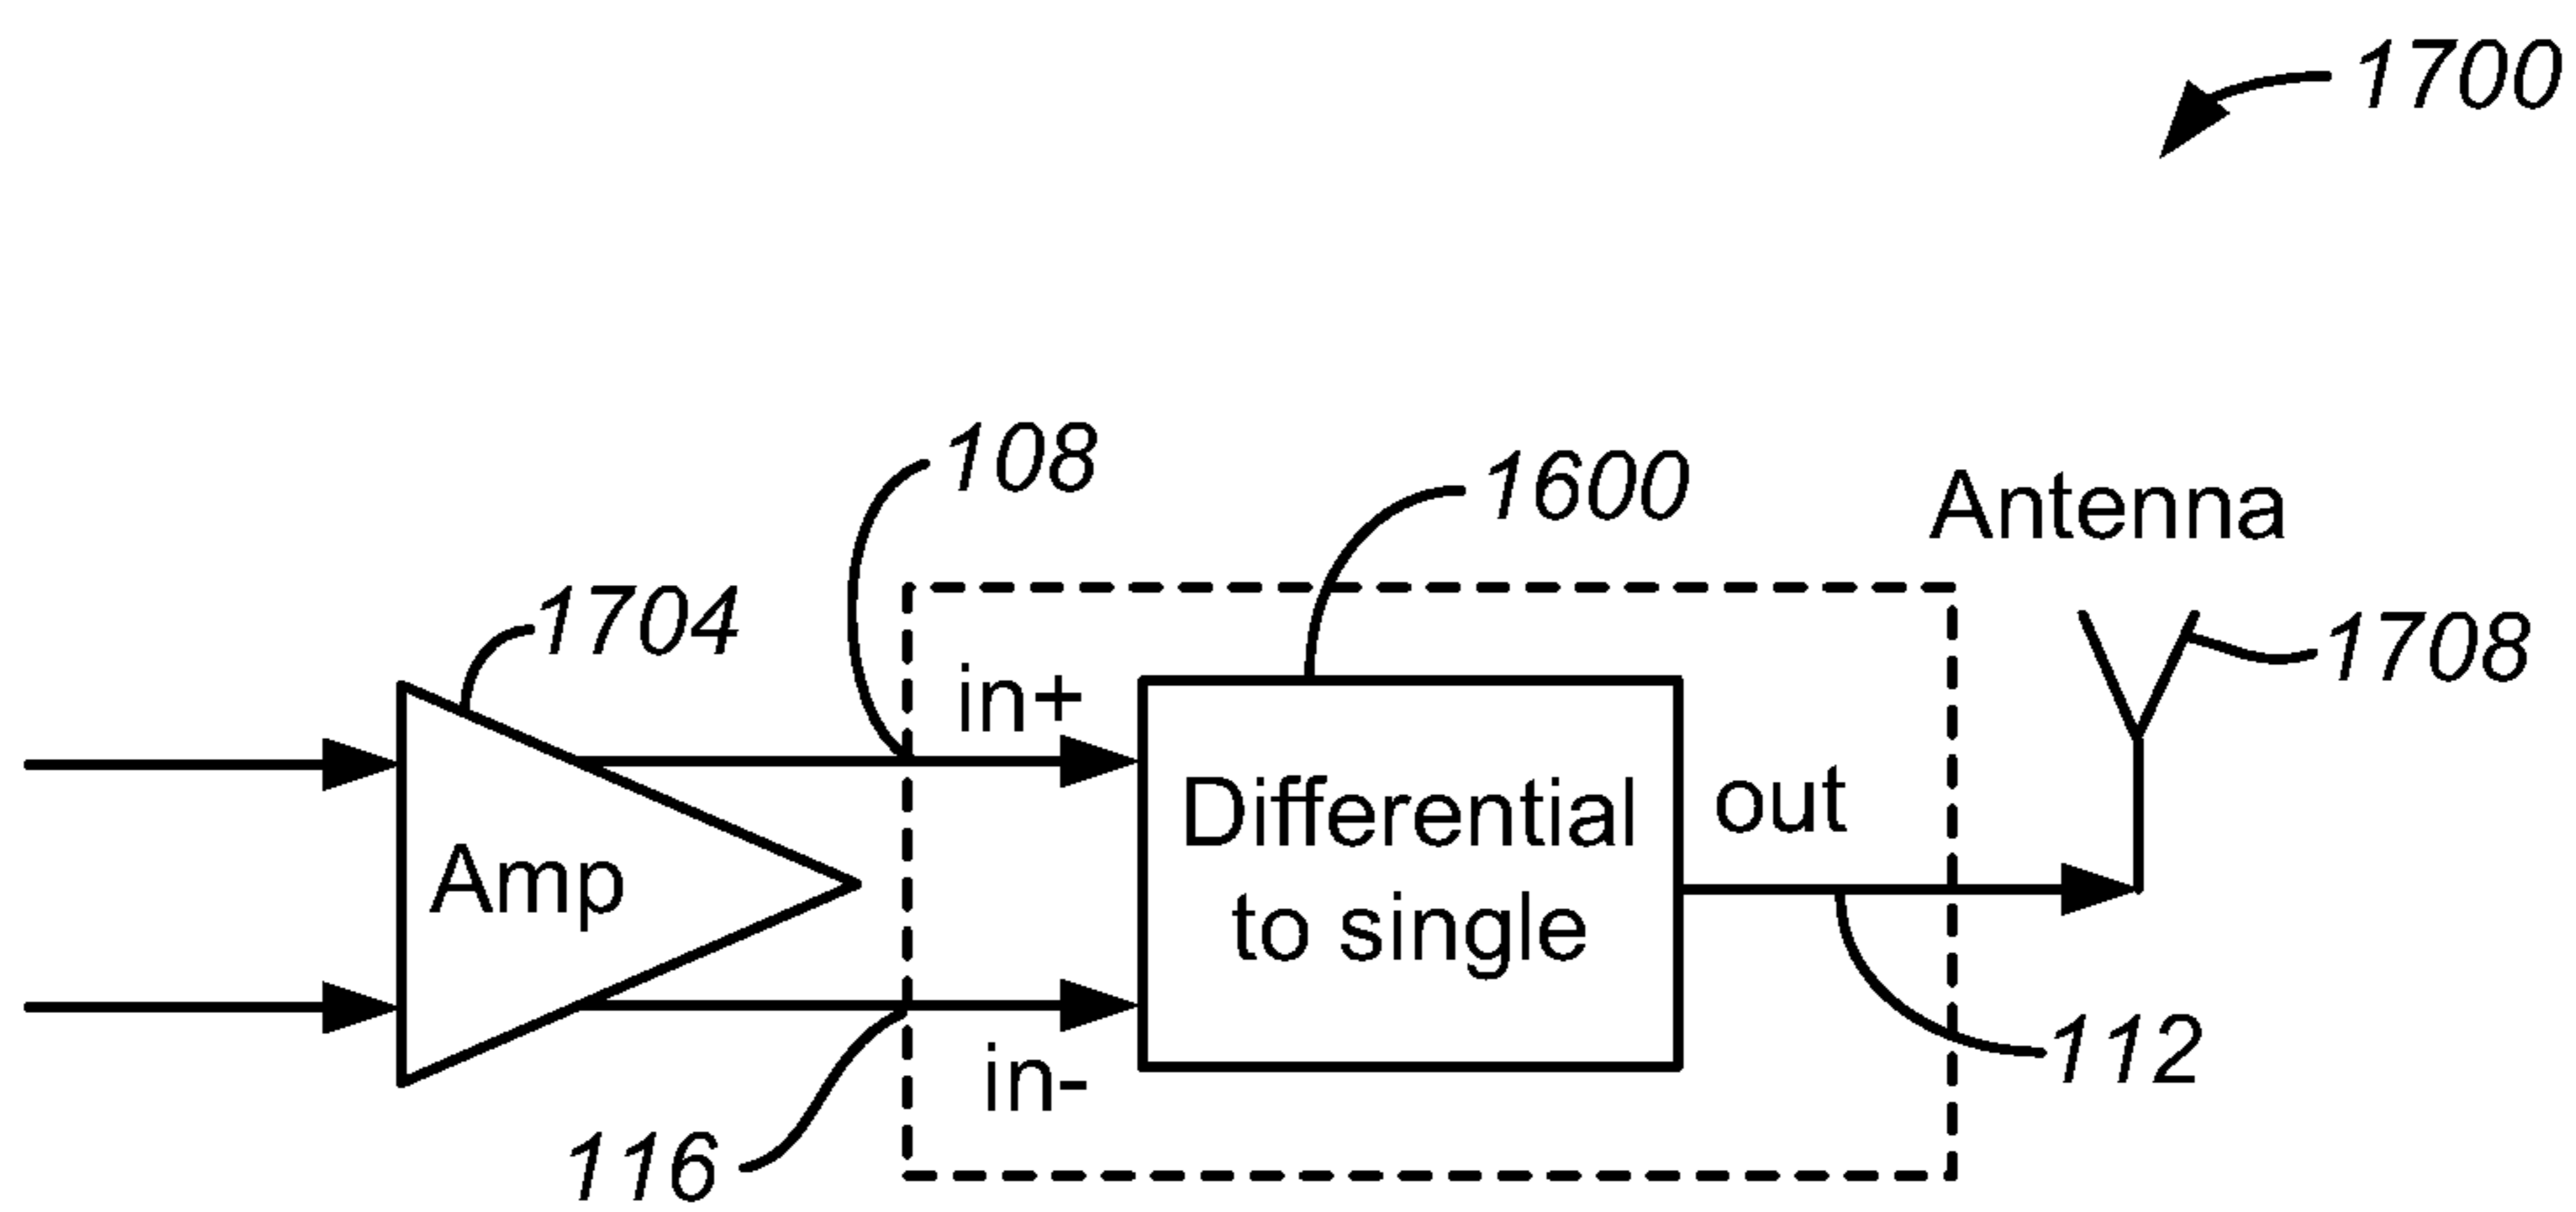 1700
108
1600
Antenna
1704
1708
in+
Differential
to single
out
Amp
in-
112
116